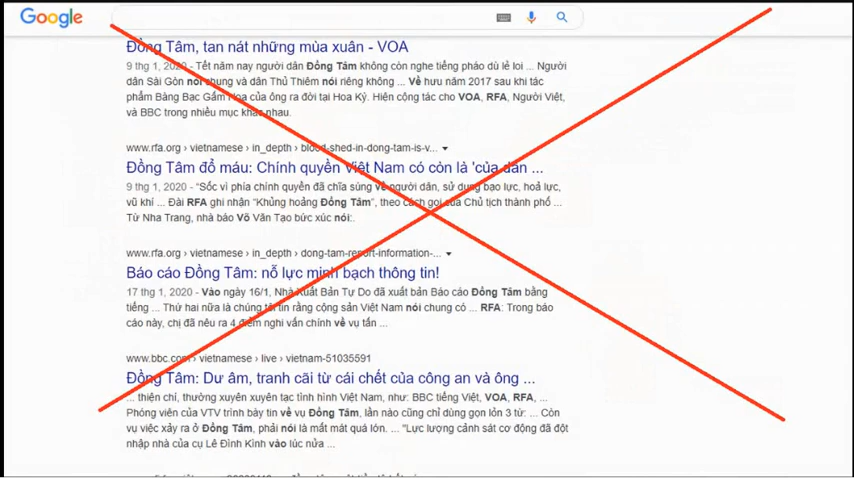 Google
Đồng Tâm, tan nát những mùa xuân - VOA
9 thg 1, 2020 - Tết năm nay người dân Đồng Tâm không còn nghe tiếng pháo dù lẻ loi ... Người
dân Sài Gòn nói chung và dân Thủ Thiêm nói riêng không ... Về hưu năm 2017 sau khi tác
phẩm Bàng Bạc Gấm Hoa của ông ra đời tại Hoa Kỳ. Hiện cộng tác cho VOA, RFA, Người Việt,
và BBC trong nhiều mục khác nhau.
www.rfa.org › vietnamese › in_depth › blood-shed-in-dong-tam-is-v...
Đồng Tâm đổ máu: Chính quyền Việt Nam có còn là 'của dân ...
9 thg 1, 2020 - “Sốc vì phía chính quyền đã chĩa súng về người dân, sử dụng bạo lực, hoả lực,
vũ khí ... Đài RFA ghi nhận “Khủng hoảng Đồng Tâm”, theo cách gọi của Chủ tịch thành phố ...
Từ Nha Trang, nhà báo Võ Văn Tạo bức xúc nói:.
www.rfa.org › vietnamese › in_depth › dong-tam-report-information-...
Báo cáo Đồng Tâm: nỗ lực minh bạch thông tin!
17 thg 1, 2020 - Vào ngày 16/1, Nhà Xuất Bản Tự Do đã xuất bản Báo cáo Đồng Tâm bằng
tiếng ... Thứ hai nữa là chúng tôi tin rằng cộng sản Việt Nam nói chung có ... RFA: Trong báo
cáo này, chị đã nêu ra 4 điểm nghi vấn chính về vụ tấn ...
www.bbc.com › vietnamese › live › vietnam-51035591
Đồng Tâm: Dư âm, tranh cãi từ cái chết của công an và ông ...
... thiện chí, thường xuyên xuyên tạc tình hình Việt Nam, như: BBC tiếng Việt, VOA, RFA, ...
Phóng viên của VTV trình bày tin về vụ Đồng Tâm, lần nào cũng chỉ dùng gọn lỏn 3 từ: ... Còn
vụ việc xảy ra ở Đồng Tâm, phải nói là mất mát quá lớn. ... "Lực lượng cảnh sát cơ động đã đột
nhập nhà của cụ Lê Đình Kình vào lúc nửa ...